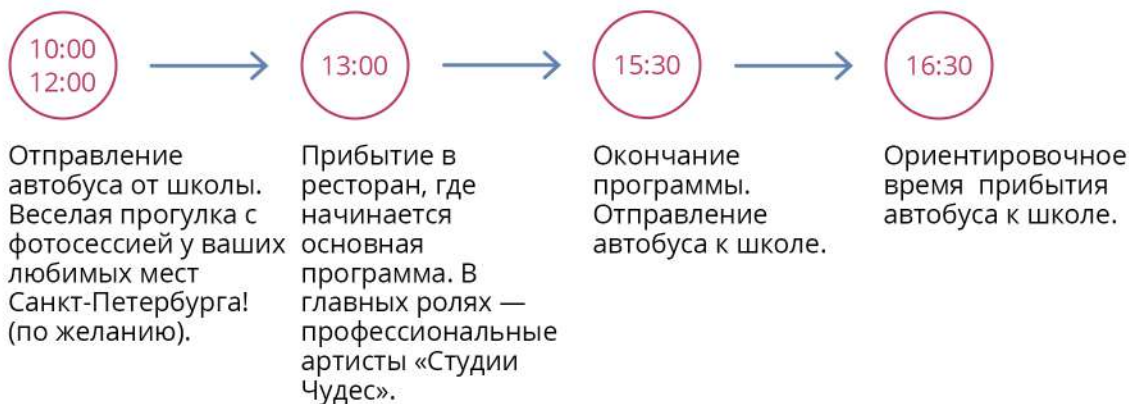 10:00
12:00
13:00
15:30
16:30
Отправление
автобуса от школы.
Веселая прогулка с
фотосессией у ваших
любимых мест
Санкт-Петербурга!
(по желанию).
Прибытие в
ресторан, где
начинается
основная
программа. В
главных ролях —
профессиональные
артисты «Студии
Чудес».
Окончание
программы.
Отправление
автобуса к школе.
Ориентировочное
время прибытия
автобуса к школе.